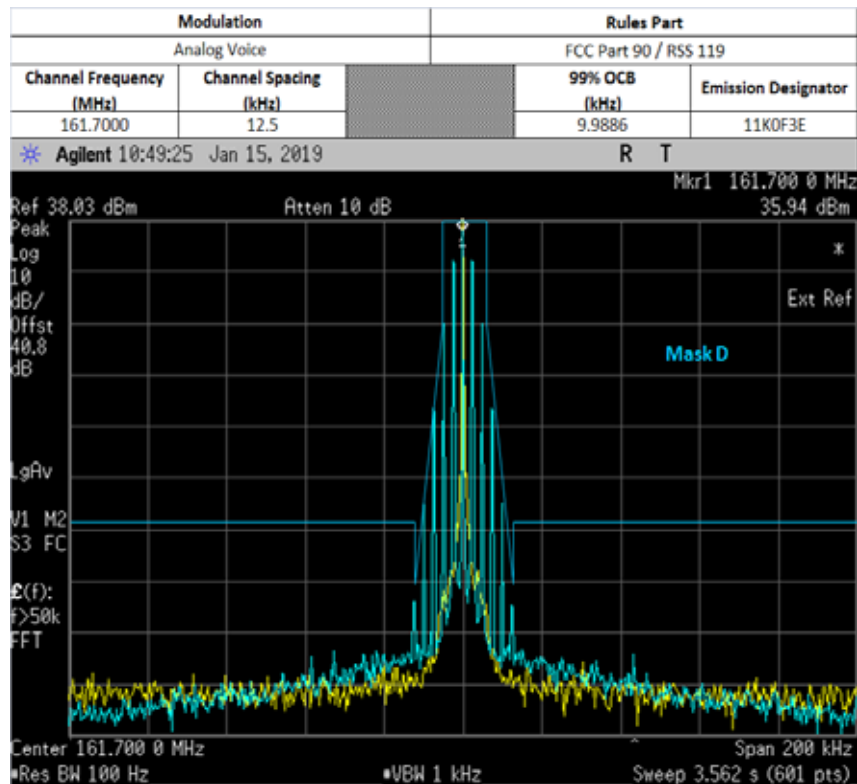 Modulation Rules Part
Analog Voice FCC Part 90 / RSS 119
Channel Frequency (MHz) Channel Spacing (kHz) 99% OCB (kHz) Emission Designator
161.7000 12.5 9.9886 11K0F3E
Agilent 10:49:25 Jan 15, 2019 R T
Mkr1 161.700 0 MHz
Ref 38.03 dBm Atten 10 dB 35.94 dBm
Peak
Log
10
dB/
Offst
40.8
dB
1
*
Ext Ref
Mask D
LgAv
V1 M2
S3 FC
£(f):
f>50k
FFT
Center 161.700 0 MHz Span 200 kHz
Res BW 100 Hz VBW 1 kHz Sweep 3.562 s (601 pts)